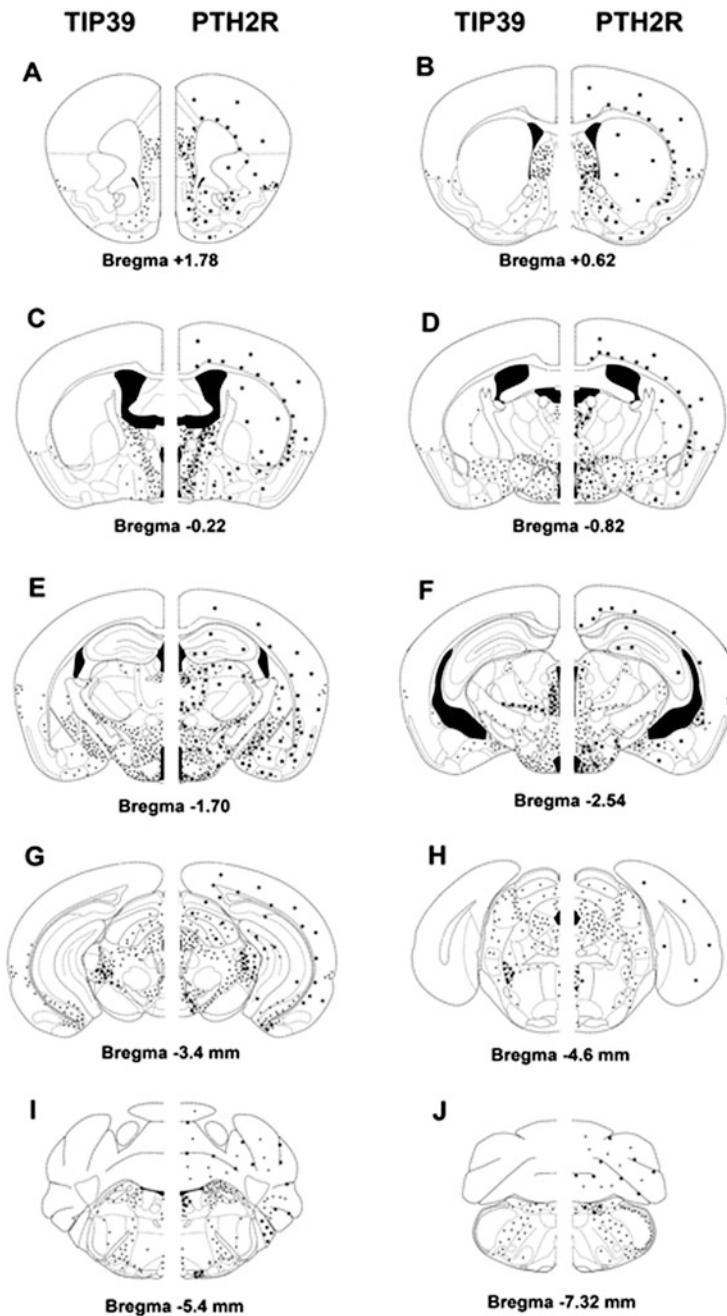 TIP39 PTH2R TIP39 PTH2R
A B
Bregma +1.78 Bregma +0.62
C D
Bregma -0.22 Bregma -0.82
E F
Bregma -1.70 Bregma -2.54
G H
Bregma -3.4 mm Bregma -4.6 mm
I J
Bregma -5.4 mm Bregma -7.32 mm